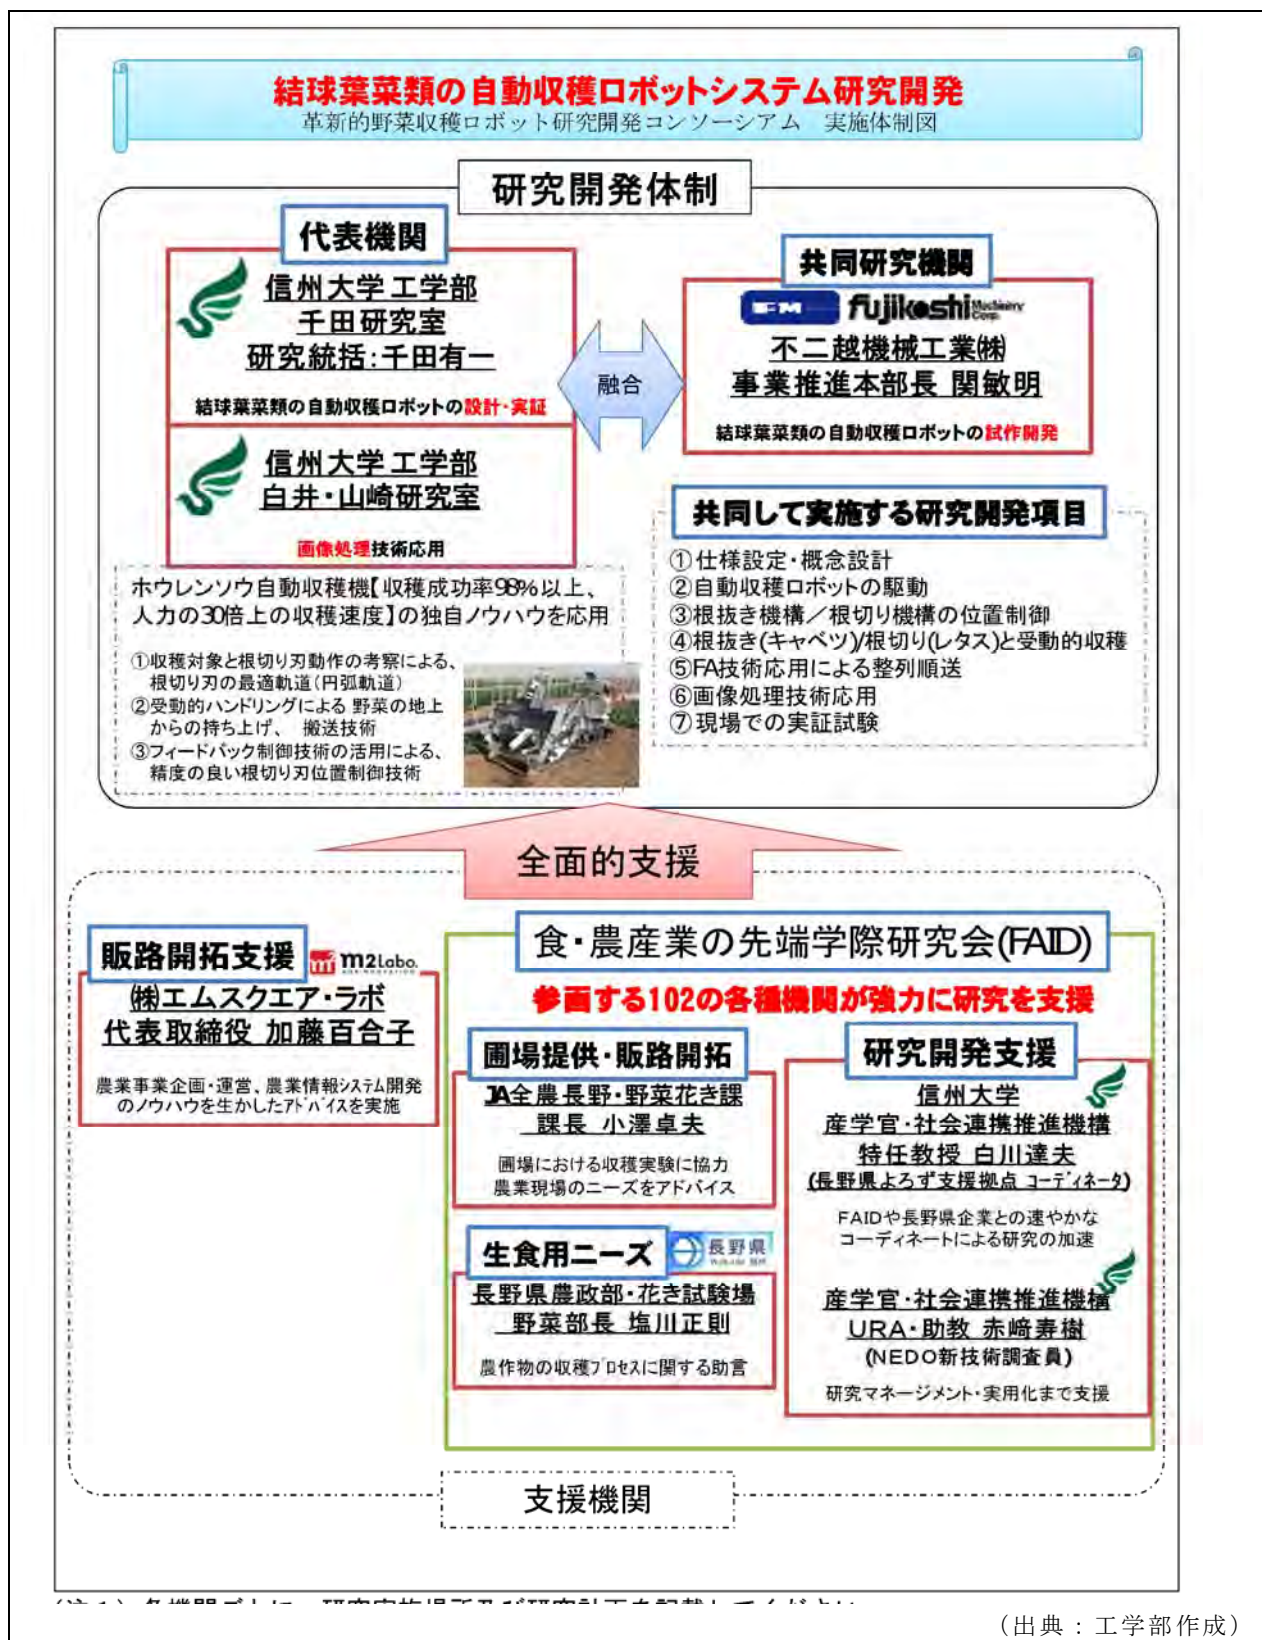 結球葉菜類の自動収穫ロボットシステム研究開発
革新的野菜収穫ロボット研究開発コンソーシアム　実施体制図
研究開発体制
代表機関
信州大学 工学部
千田研究室
研究統括:千田有一
結球葉菜類の自動収穫ロボットの設計・実証
信州大学 工学部
白井・山崎研究室
画像処理技術応用
融合
共同研究機関
FM fujikoshi Machinery Corp.
不二越機械工業㈱
事業推進本部長 関敏明
結球葉菜類の自動収穫ロボットの試作開発
ホウレンソウ自動収穫機【収穫成功率98%以上、
人力の30倍上の収穫速度】の独自ノウハウを応用
①収穫対象と根切り刃動作の考察による、
根切り刃の最適軌道(円弧軌道)
②受動的ハンドリングによる 野菜の地上
からの持ち上げ、 搬送技術
③フィードバック制御技術の活用による、
精度の良い根切り刃位置制御技術
共同して実施する研究開発項目
①仕様設定・概念設計
②自動収穫ロボットの駆動
③根抜き機構／根切り機構の位置制御
④根抜き(キャベツ)/根切り(レタス)と受動的収穫
⑤FA技術応用による整列順送
⑥画像処理技術応用
⑦現場での実証試験
全面的支援
販路開拓支援
m2Labo.
㈱エムスクエア・ラボ
代表取締役 加藤百合子
農業事業企画・運営、農業情報システム開発
のノウハウを生かしたアドバイスを実施
食・農産業の先端学際研究会(FAID)
参画する102の各種機関が強力に研究を支援
圃場提供・販路開拓
JA全農長野・野菜花き課
課長 小澤卓夫
圃場における収穫実験に協力
農業現場のニーズをアドバイス
生食用ニーズ
長野県
長野県農政部・花き試験場
野菜部長 塩川正則
農作物の収穫プロセスに関する助言
研究開発支援
信州大学
産学官・社会連携推進機構
特任教授 白川達夫
(長野県よろず支援拠点 コーディネータ)
FAIDや長野県企業との速やかな
コーディネートによる研究の加速
産学官・社会連携推進機構
URA・助教 赤﨑寿樹
(NEDO新技術調査員)
研究マネージメント・実用化まで支援
支援機関
（出典：工学部作成）